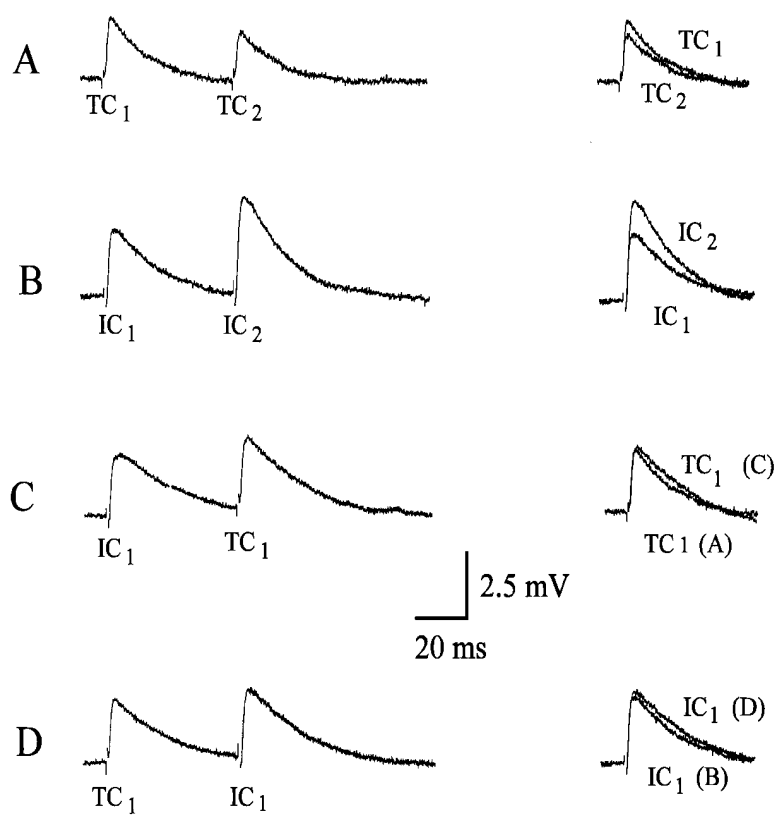 A
TC1
TC2
TC1
TC2
B
IC1
IC2
IC2
IC1
C
IC1
TC1
TC1 (C)
TC1 (A)
2.5 mV
20 ms
D
TC1
IC1
IC1 (D)
IC1 (B)